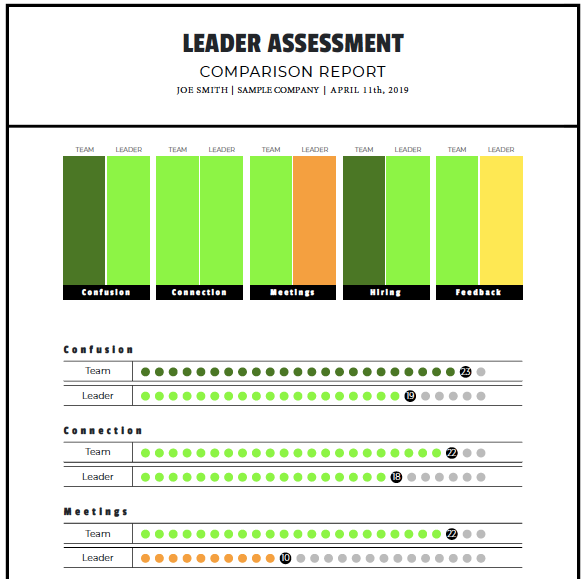 LEADER ASSESSMENT
COMPARISON REPORT
JOE SMITH | SAMPLE COMPANY | APRIL 11th, 2019
TEAM LEADER TEAM LEADER TEAM LEADER TEAM LEADER TEAM LEADER
Confusion Connection Meetings Hiring Feedback
Confusion
Team 23
Leader 19
Connection
Team 22
Leader 18
Meetings
Team 22
Leader 10